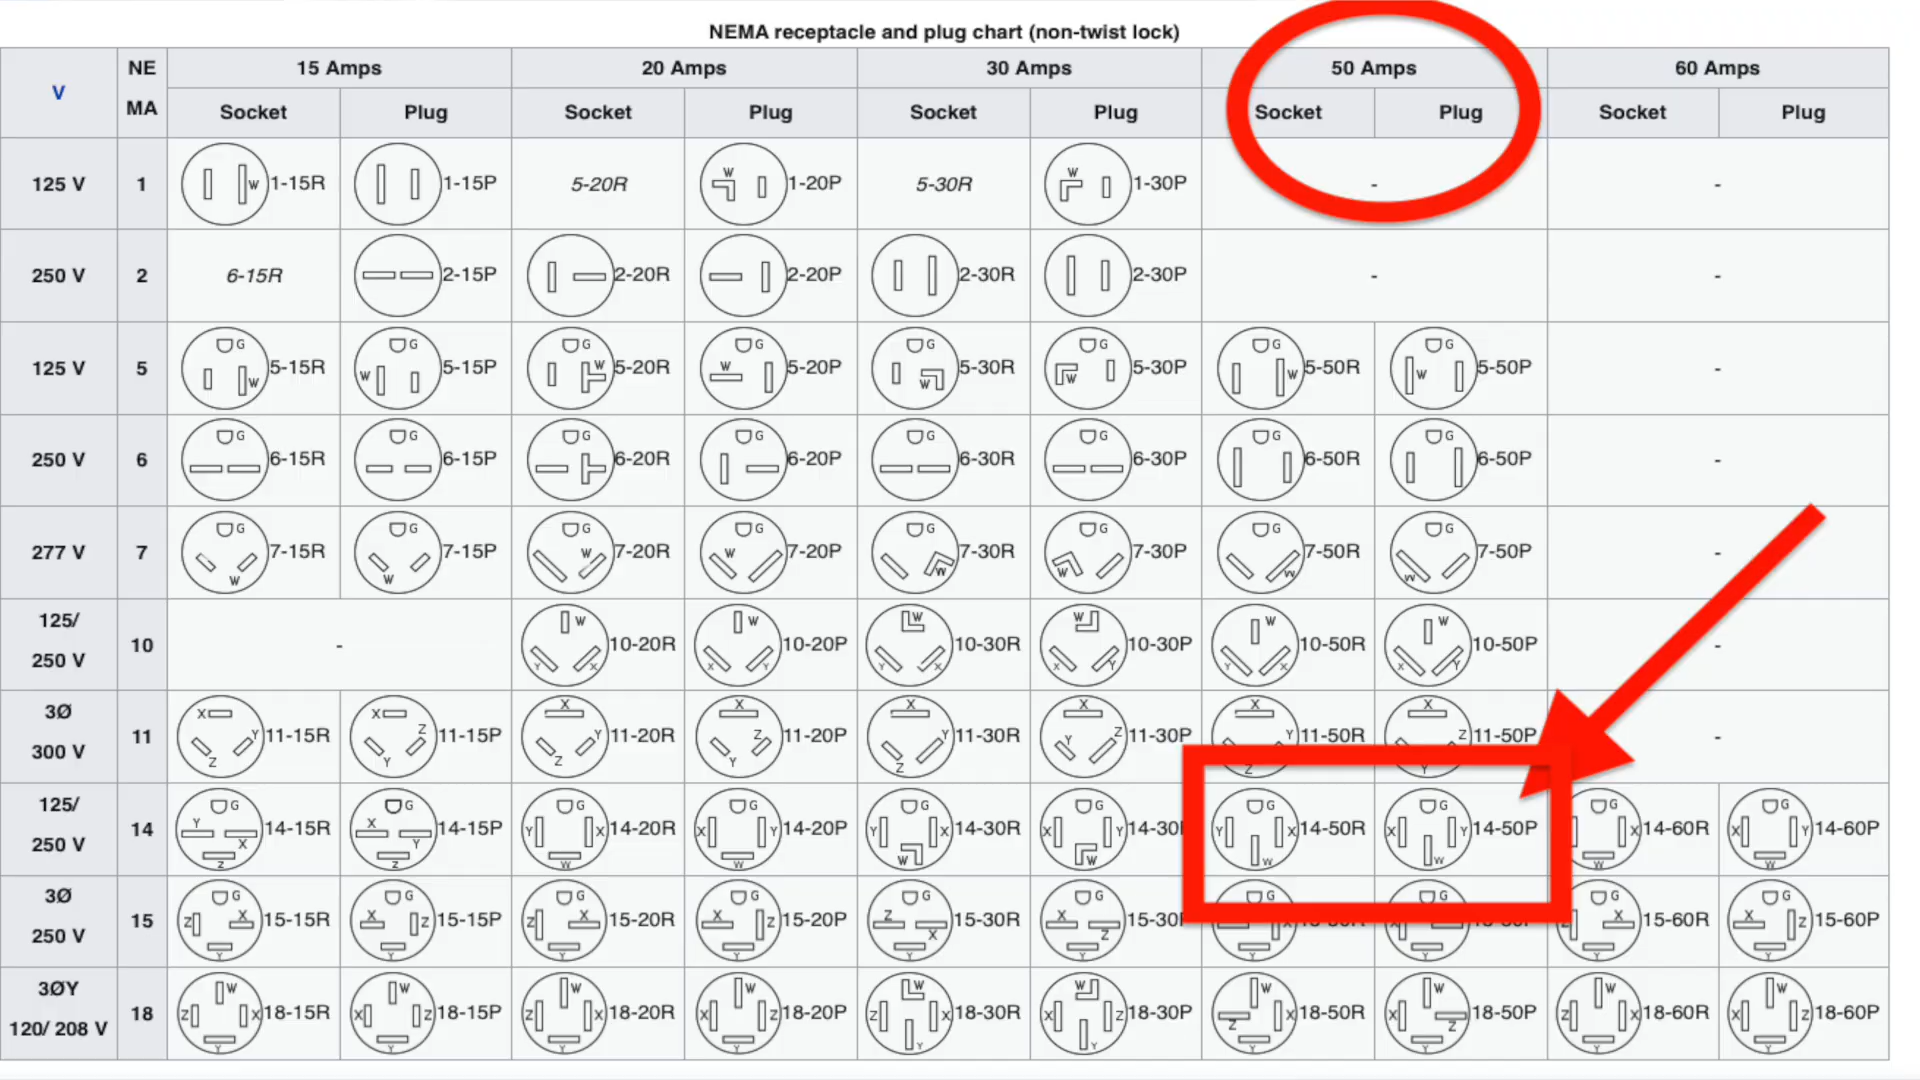 NEMA receptacle and plug chart (non-twist lock)
V NE MA 15 Amps 20 Amps 30 Amps 50 Amps 60 Amps
Socket Plug Socket Plug Socket Plug Socket Plug Socket Plug
125 V 1 W 1-15R 1-15P 5-20R W 1-20P 5-30R W 1-30P - -
250 V 2 6-15R 2-15P 2-20R 2-20P 2-30R 2-30P - -
125 V 5 G W 5-15R G W 5-15P G W 5-20R G W 5-20P G W 5-30R G W 5-30P G W 5-50R G W 5-50P -
250 V 6 G 6-15R G 6-15P G 6-20R G 6-20P G 6-30R G 6-30P G 6-50R G 6-50P -
277 V 7 G W 7-15R G W 7-15P G W 7-20R G W 7-20P G W 7-30R G W 7-30P G W 7-50R G W 7-50P -
125/ 250 V 10 - W Y X 10-20R W X Y 10-20P W Y X 10-30R W X Y 10-30P W Y X 10-50R W X Y 10-50P -
3Ø 300 V 11 X Y Z 11-15R X Z Y 11-15P X Y Z 11-20R X Z Y 11-20P X Y Z 11-30R X Z Y 11-30P X Y Z 11-50R X Z Y 11-50P -
125/ 250 V 14 G Y X Z 14-15R G X Y Z 14-15P G Y X W 14-20R G X Y W 14-20P G Y X W 14-30R G X Y W 14-30 G Y X W 14-50R G X Y W 14-50P G X W 14-60R G X Y W 14-60P
3Ø 250 V 15 G Z X Y 15-15R G X Z Y 15-15P G Z X Y 15-20R G X Z Y 15-20P G Z X Y 15-30R G X Z Y 15-30 G X Y G Y G Z X Y 15-60R G X Z Y 15-60P
3ØY 120/ 208 V 18 W Z X Y 18-15R W X Z Y 18-15P W Z X Y 18-20R W X Z Y 18-20P W Z X Y 18-30R W X Z Y 18-30P W Z X Y 18-50R W X Z Y 18-50P W Z X Y 18-60R W X Z Y 18-60P